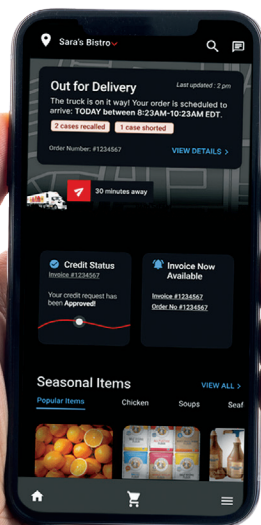 Sara's Bistro
Out for Delivery
Last updated : 2 pm
The truck is on it way! Your order is scheduled to
arrive: TODAY between 8:23AM-10:23AM EDT.
2 cases recalled
1 case shorted
Order Number: #1234567
VIEW DETAILS >
30 minutes away
Credit Status
Invoice #1234567
Your credit request has
been Approved!
Invoice Now
Available
Invoice #1234567
Order No #1234567
Seasonal Items
VIEW ALL >
Popular Items
Chicken
Soups
Seaf